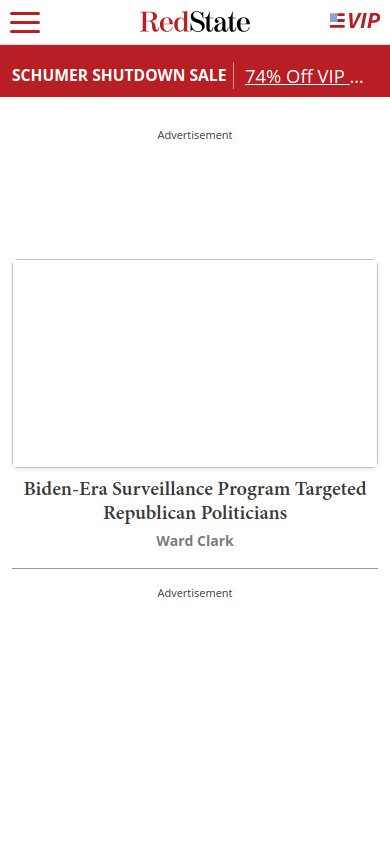 RedState
VIP
SCHUMER SHUTDOWN SALE
74% Off VIP ...
Advertisement
Biden-Era Surveillance Program Targeted
Republican Politicians
Ward Clark
Advertisement